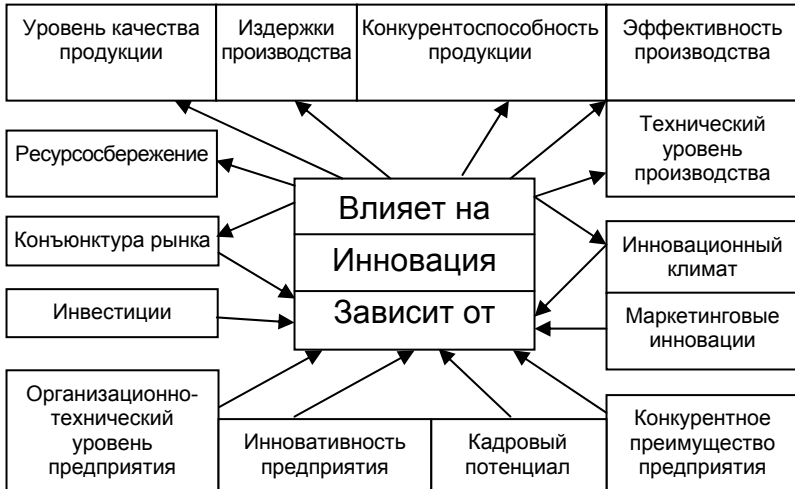 Уровень качества
продукции
Издержки
производства
Конкурентоспособность
продукции
Эффективность
производства
Ресурсосбережение
Технический
уровень
производства
Влияет на
Конъюнктура рынка
Инновация
Инновационный
климат
Инвестиции
Зависит от
Маркетинговые
инновации
Организационно-
технический
уровень
предприятия
Инновативность
предприятия
Кадровый
потенциал
Конкурентное
преимущество
предприятия